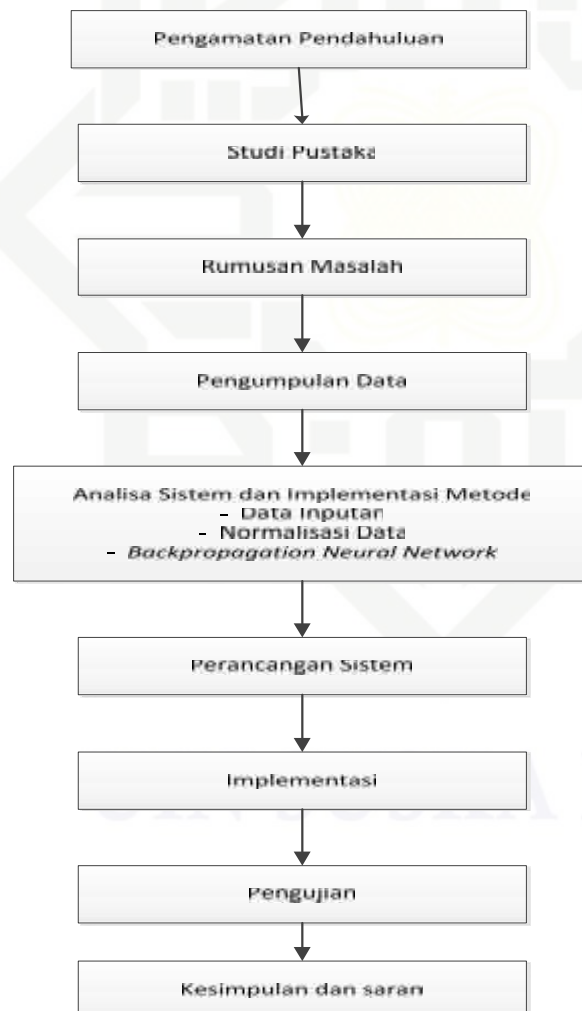 Pengamatan Pendahuluan
Studi Pustaka
Rumusan Masalah
Pengumpulan Data
Analisa Sistem dan Implementasi Metode
- Data Inputan
- Normalisasi Data
- Backpropagation Neural Network
Perancangan Sistem
Implementasi
Pengujian
Kesimpulan dan saran